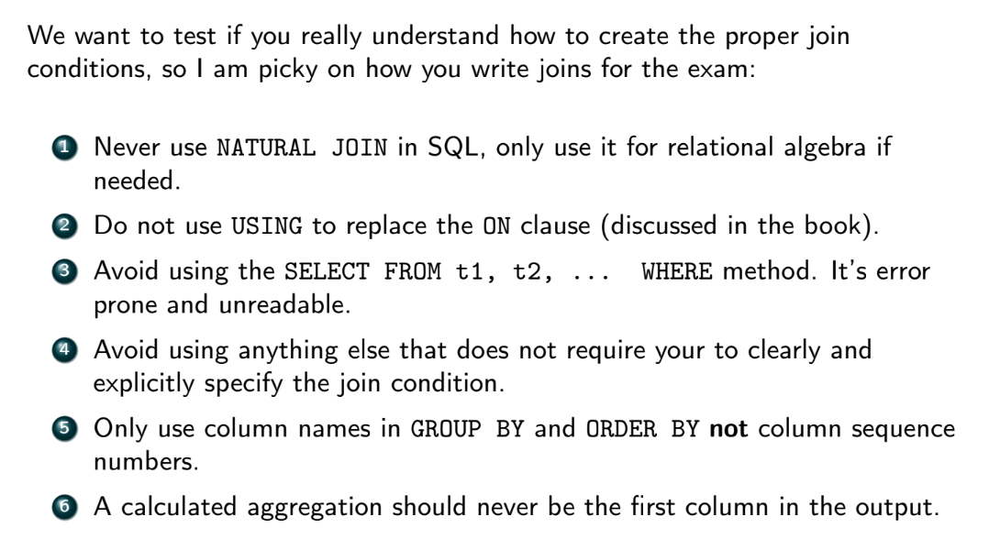 We want to test if you really understand how to create the proper join
conditions, so I am picky on how you write joins for the exam:
1 Never use NATURAL JOIN in SQL, only use it for relational algebra if
needed.
2 Do not use USING to replace the ON clause (discussed in the book).
3 Avoid using the SELECT FROM t1, t2, ... WHERE method. It's error
prone and unreadable.
4 Avoid using anything else that does not require your to clearly and
explicitly specify the join condition.
5 Only use column names in GROUP BY and ORDER BY not column sequence
numbers.
6 A calculated aggregation should never be the first column in the output.